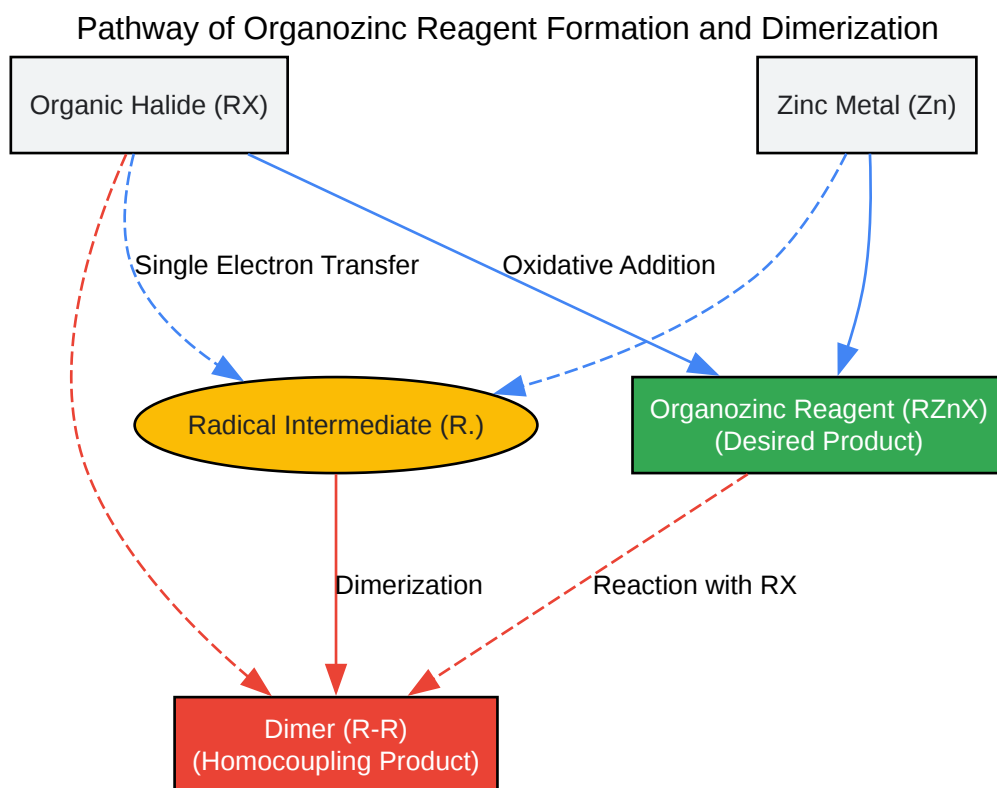 Pathway of Organozinc Reagent Formation and Dimerization
Organic Halide (RX)
Zinc Metal (Zn)
Single Electron Transfer
Oxidative Addition
Radical Intermediate (R.)
Organozinc Reagent (RZnX)
(Desired Product)
Dimerization
Reaction with RX
Dimer (R-R)
(Homocoupling Product)